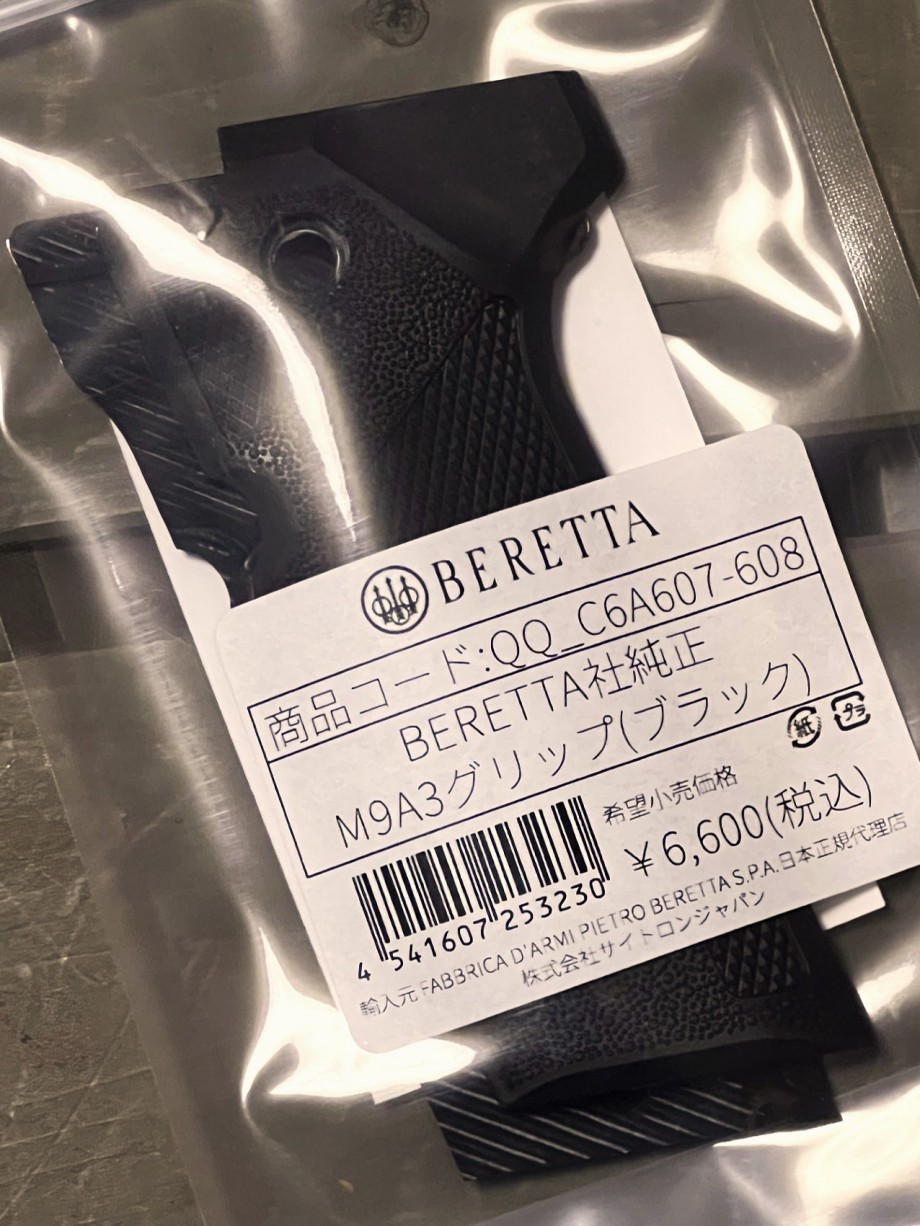 BERETTA
商品コード:QQ_C6A607-608
BERETTA社純正
M9A3グリップ(ブラック)
紙 プラ
希望小売価格
¥6,600(税込)
4 541607 253230
輸入元 FABBRICA D'ARMI PIETRO BERETTA S.P.A.日本正規代理店
株式会社サイトロンジャパン